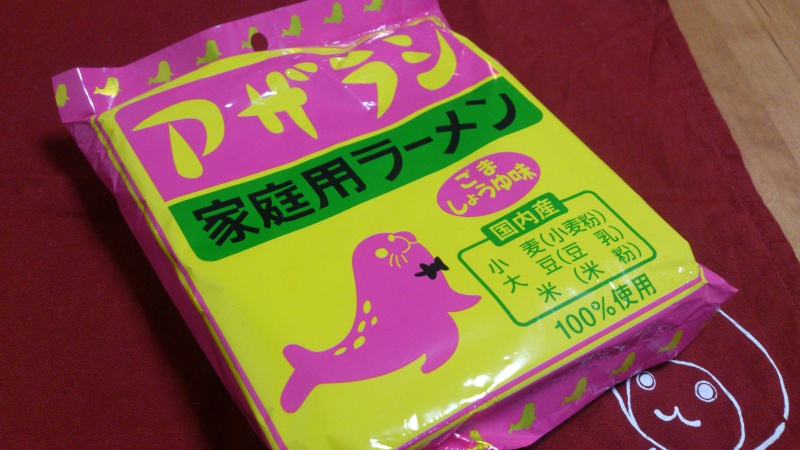 アザラシ
家庭用ラーメン
ごま
しょうゆ味
国内産
小麦(小麦粉)
大豆(豆乳)
米(米粉)
100%使用